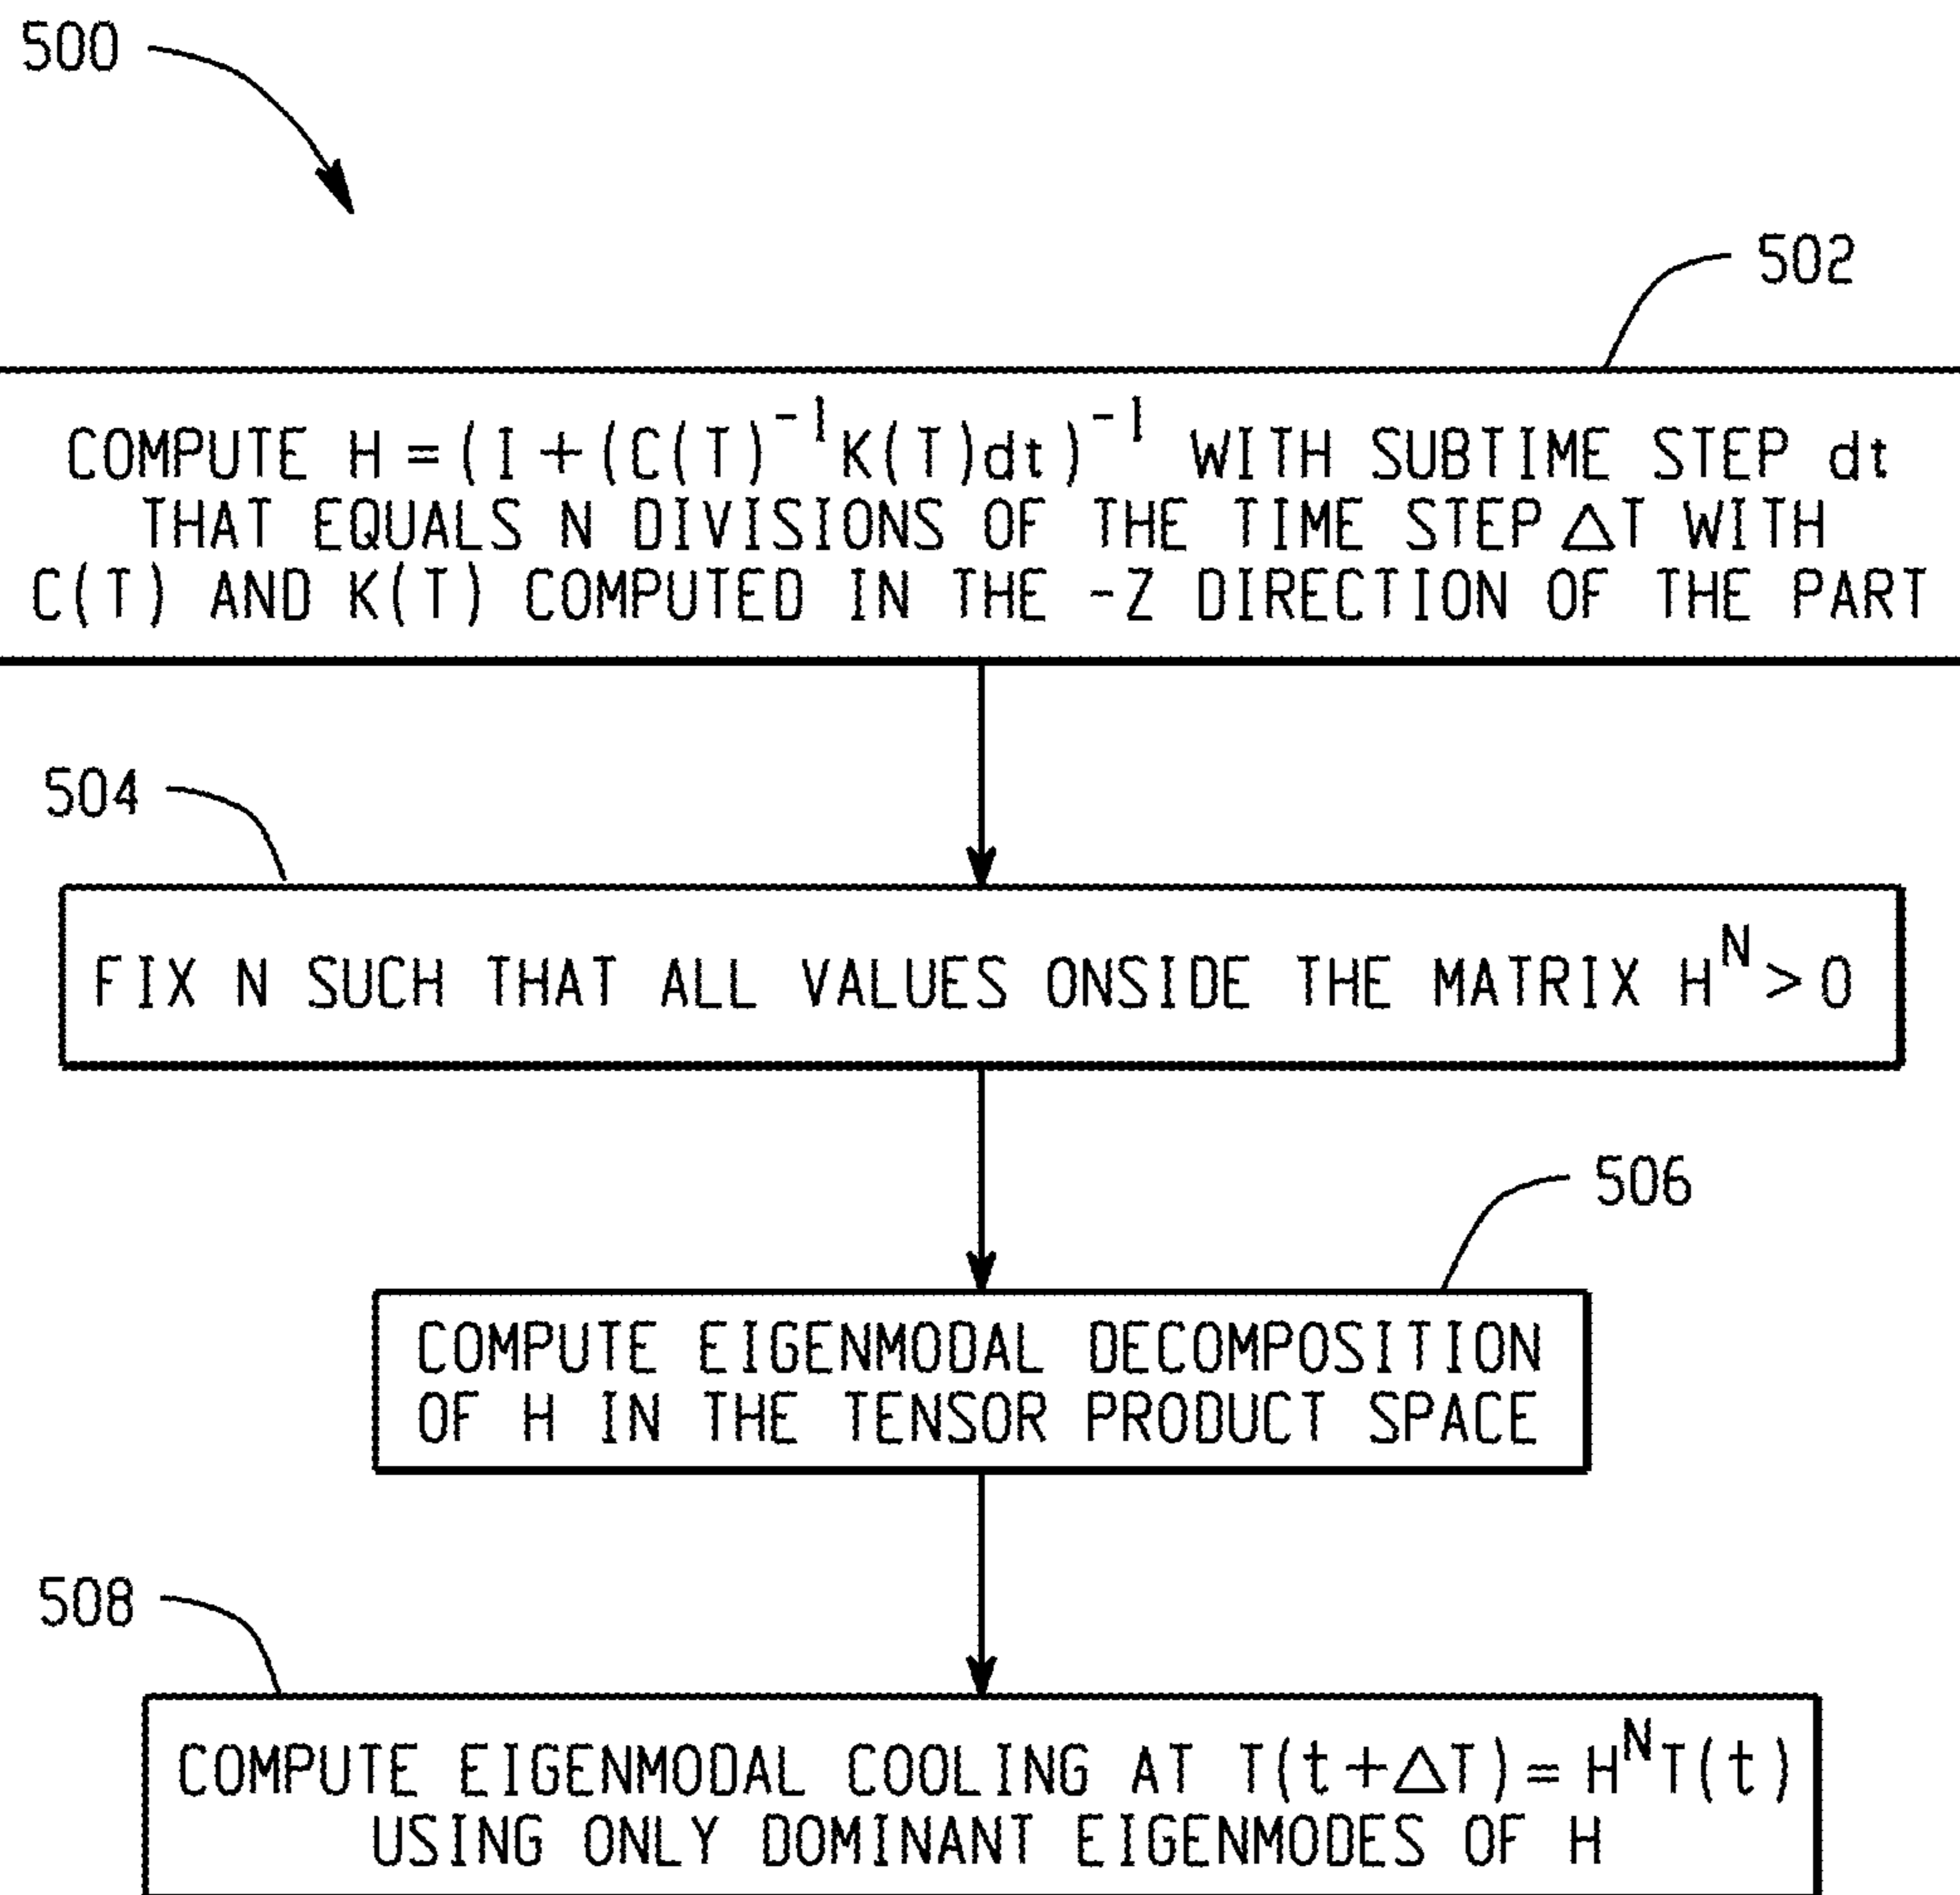 500
502
COMPUTE H = (I + (C(T)⁻¹K(T)dt)⁻¹ WITH SUBTIME STEP dt
THAT EQUALS N DIVISIONS OF THE TIME STEP ΔT WITH
C(T) AND K(T) COMPUTED IN THE -Z DIRECTION OF THE PART
504
FIX N SUCH THAT ALL VALUES ONSIDE THE MATRIX Hᴺ > 0
506
COMPUTE EIGENMODAL DECOMPOSITION
OF H IN THE TENSOR PRODUCT SPACE
508
COMPUTE EIGENMODAL COOLING AT T(t+ΔT) = HᴺT(t)
USING ONLY DOMINANT EIGENMODES OF H